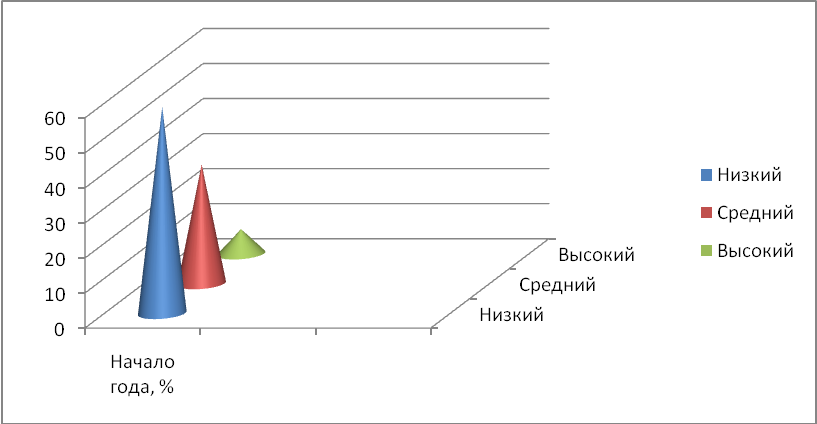 60
50
40
30
20
10
0
Начало
года, %
Высокий
Средний
Низкий
Низкий
Средний
Высокий